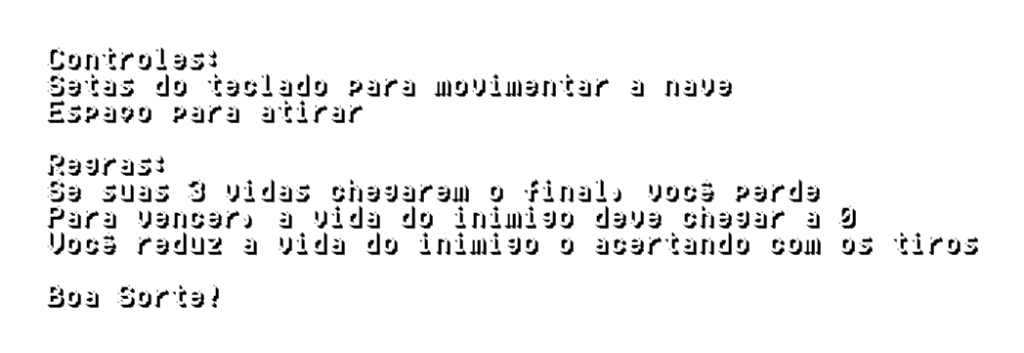 Controles:
Setas do teclado para movimentar a nave
Espaço para atirar
Regras:
Se suas 3 vidas chegarem o final, você perde
Para vencer, a vida do inimigo deve chegar a 0
Você reduz a vida do inimigo o acertando com os tiros
Boa Sorte!